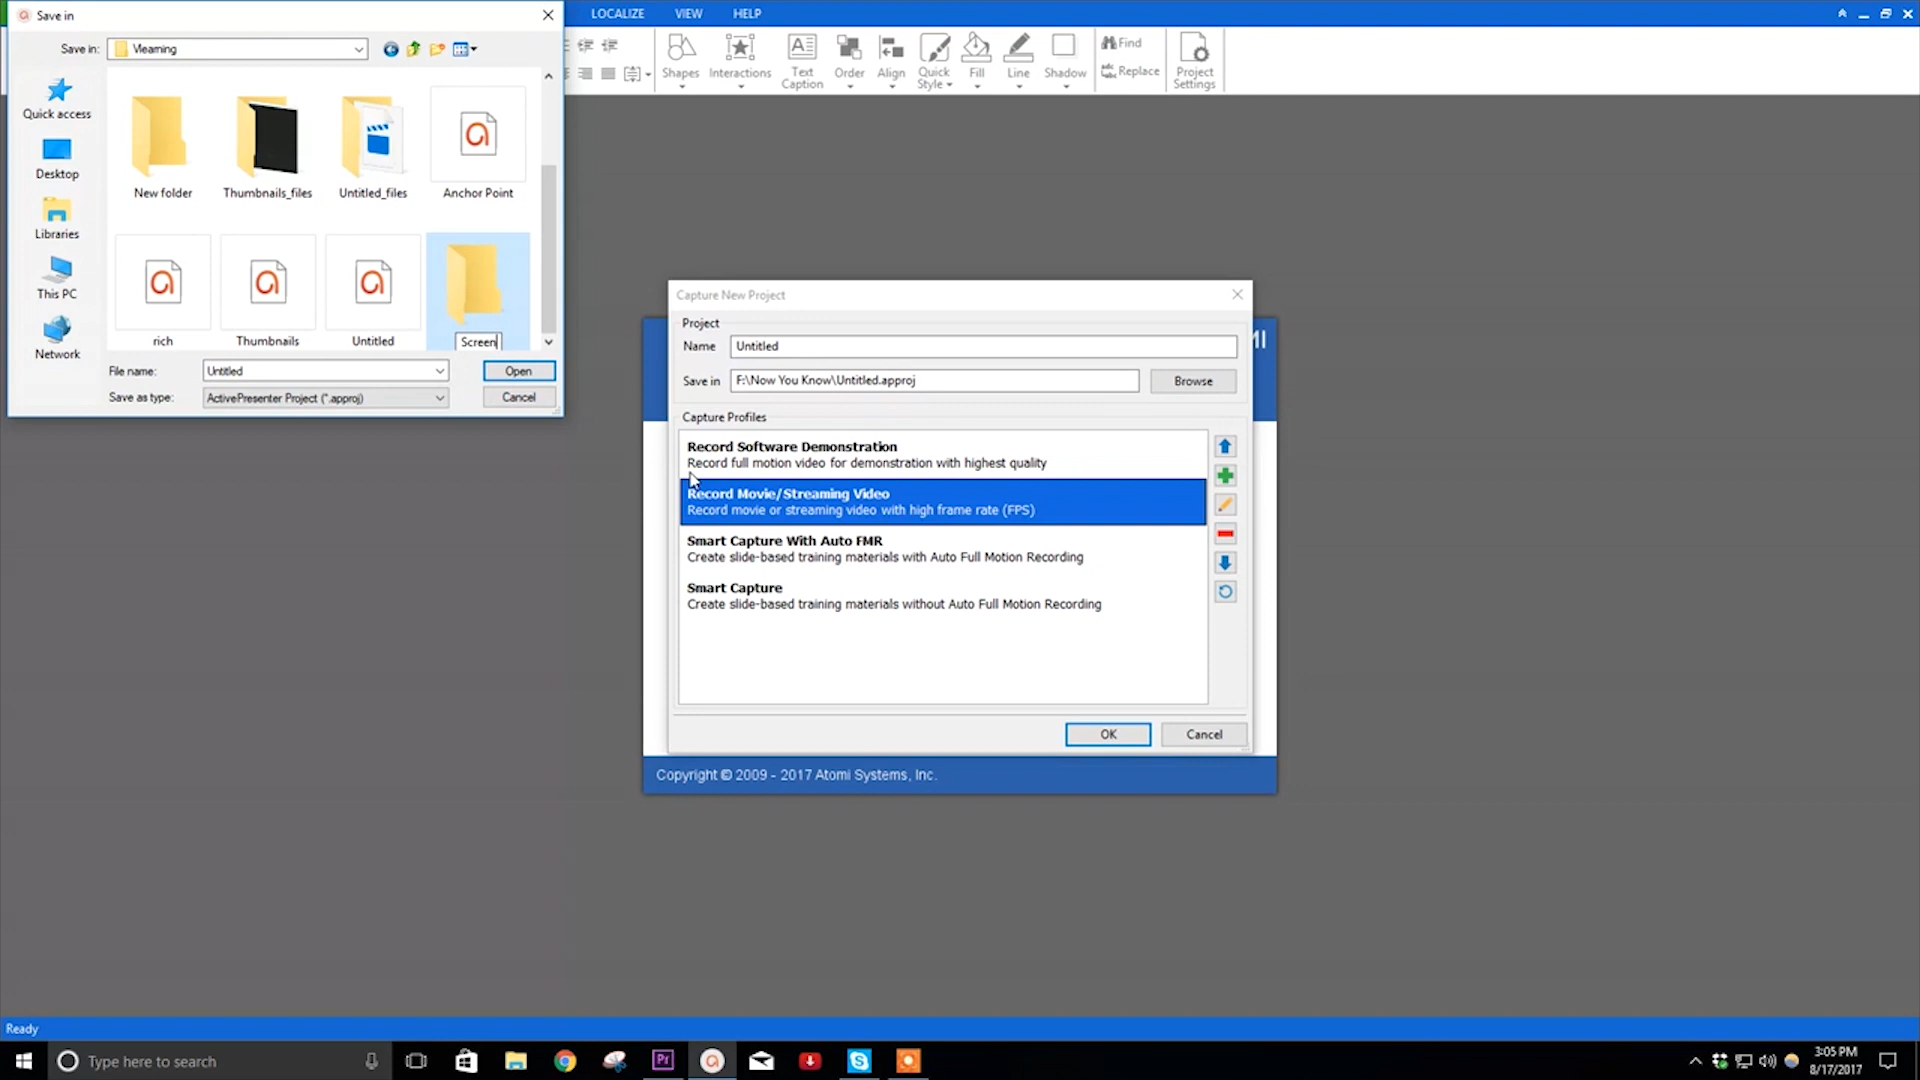 Save in
LOCALIZE
VIEW
HELP
Save in:
Vlearning
Quick access
Desktop
Libraries
This PC
Network
New folder
Thumbnails_files
Untitled_files
Anchor Point
rich
Thumbnails
Untitled
Screen
File name:
Untitled
Open
Save as type:
ActivePresenter Project (*.approj)
Cancel
Shapes
Interactions
Text
Caption
Order
Align
Quick
Style
Fill
Line
Shadow
Find
Replace
Project
Settings
Capture New Project
Project
Name
Untitled
Save in
F:\Now You Know\Untitled.approj
Browse
Capture Profiles
Record Software Demonstration
Record full motion video for demonstration with highest quality
Record Movie/Streaming Video
Record movie or streaming video with high frame rate (FPS)
Smart Capture With Auto FMR
Create slide-based training materials with Auto Full Motion Recording
Smart Capture
Create slide-based training materials without Auto Full Motion Recording
OK
Cancel
Copyright © 2009 - 2017 Atomi Systems, Inc.
Ready
Type here to search
Pr
3:05 PM
8/17/2017